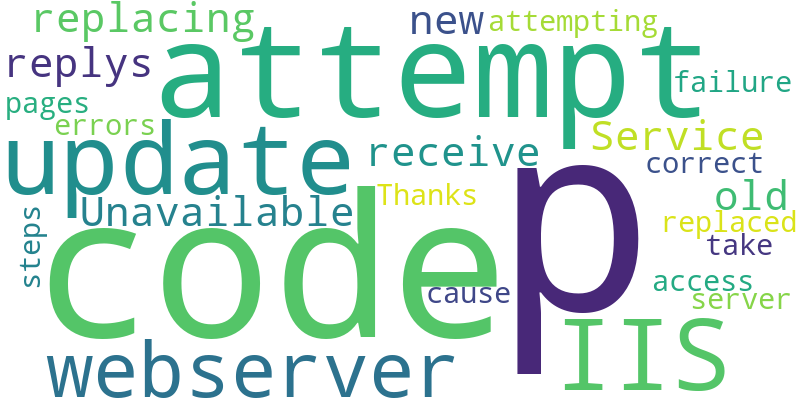 replacing
new
attempting
attempt
replys
failure
pages
errors
Service
update
receive
correct
Thanks
old
Unavailable
replaced
steps
take
code
p
cause
access
server
IIS
webserver